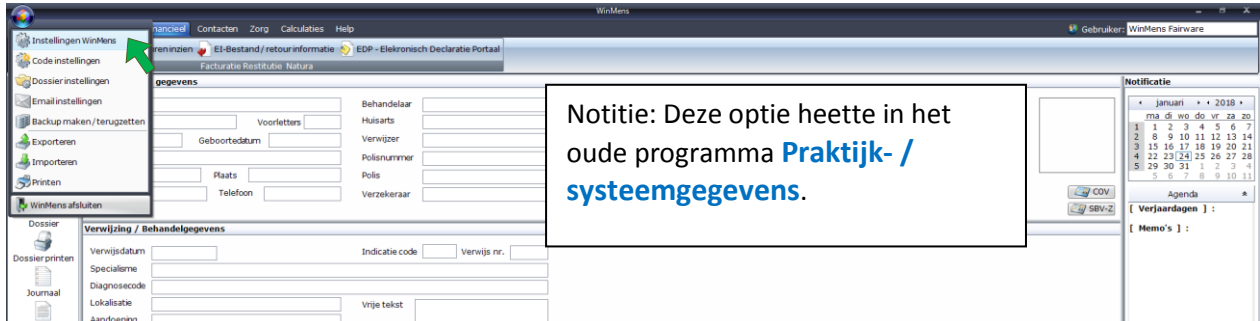 WinMens
nancieel Contacten Zorg Calculaties Help
Gebruiker: WinMens Fairware
Instellingen WinMens
Code instellingen
Dossier instellingen
Email instellingen
Backup maken / terugzetten
Exporteren
Importeren
Printen
WinMens afsluiten
ren inzien EI-Bestand / retour informatie EDP - Elekronisch Declaratie Portaal
Facturatie Restitutie Natura
gegevens
Voorletters
Geboortedatum
Plaats
Telefoon
Behandelaar
Huisarts
Verwijzer
Polisnummer
Polis
Verzekeraar
Notitie: Deze optie heette in het
oude programma Praktijk- /
systeemgegevens.
COV
SBV-Z
Notificatie
januari 2018
ma di wo do vr za zo
1 1 2 3 4 5 6 7
2 8 9 10 11 12 13 14
3 15 16 17 18 19 20 21
4 22 23 24 25 26 27 28
5 29 30 31 1 2 3 4
5 6 7 8 9 10 11
Agenda
[ Verjaardagen ] :
[ Memo's ] :
Dossier
Dossier printen
Journaal
Verwijzing / Behandelgegevens
Verwijsdatum
Indicatie code
Verwijs nr.
Specialisme
Diagnosecode
Lokalisatie
Vrije tekst
Aandoening